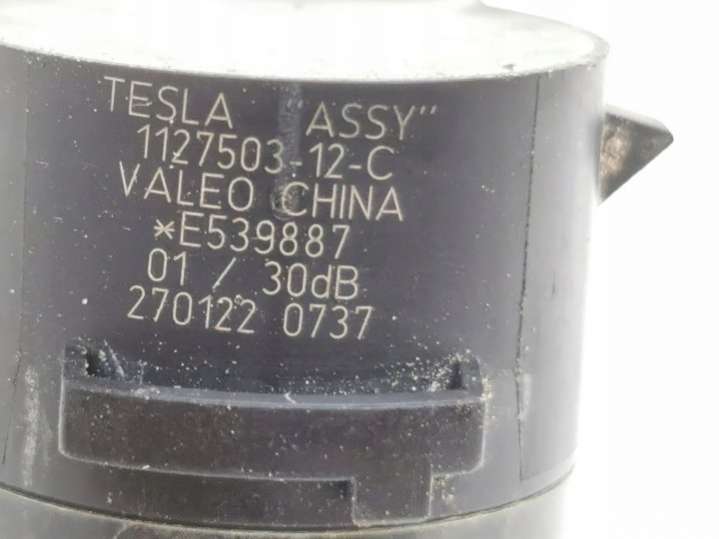 TESLA ASSY"
1127503-12-C
VALEO CHINA
*E539887
01 / 30dB
270122 0737